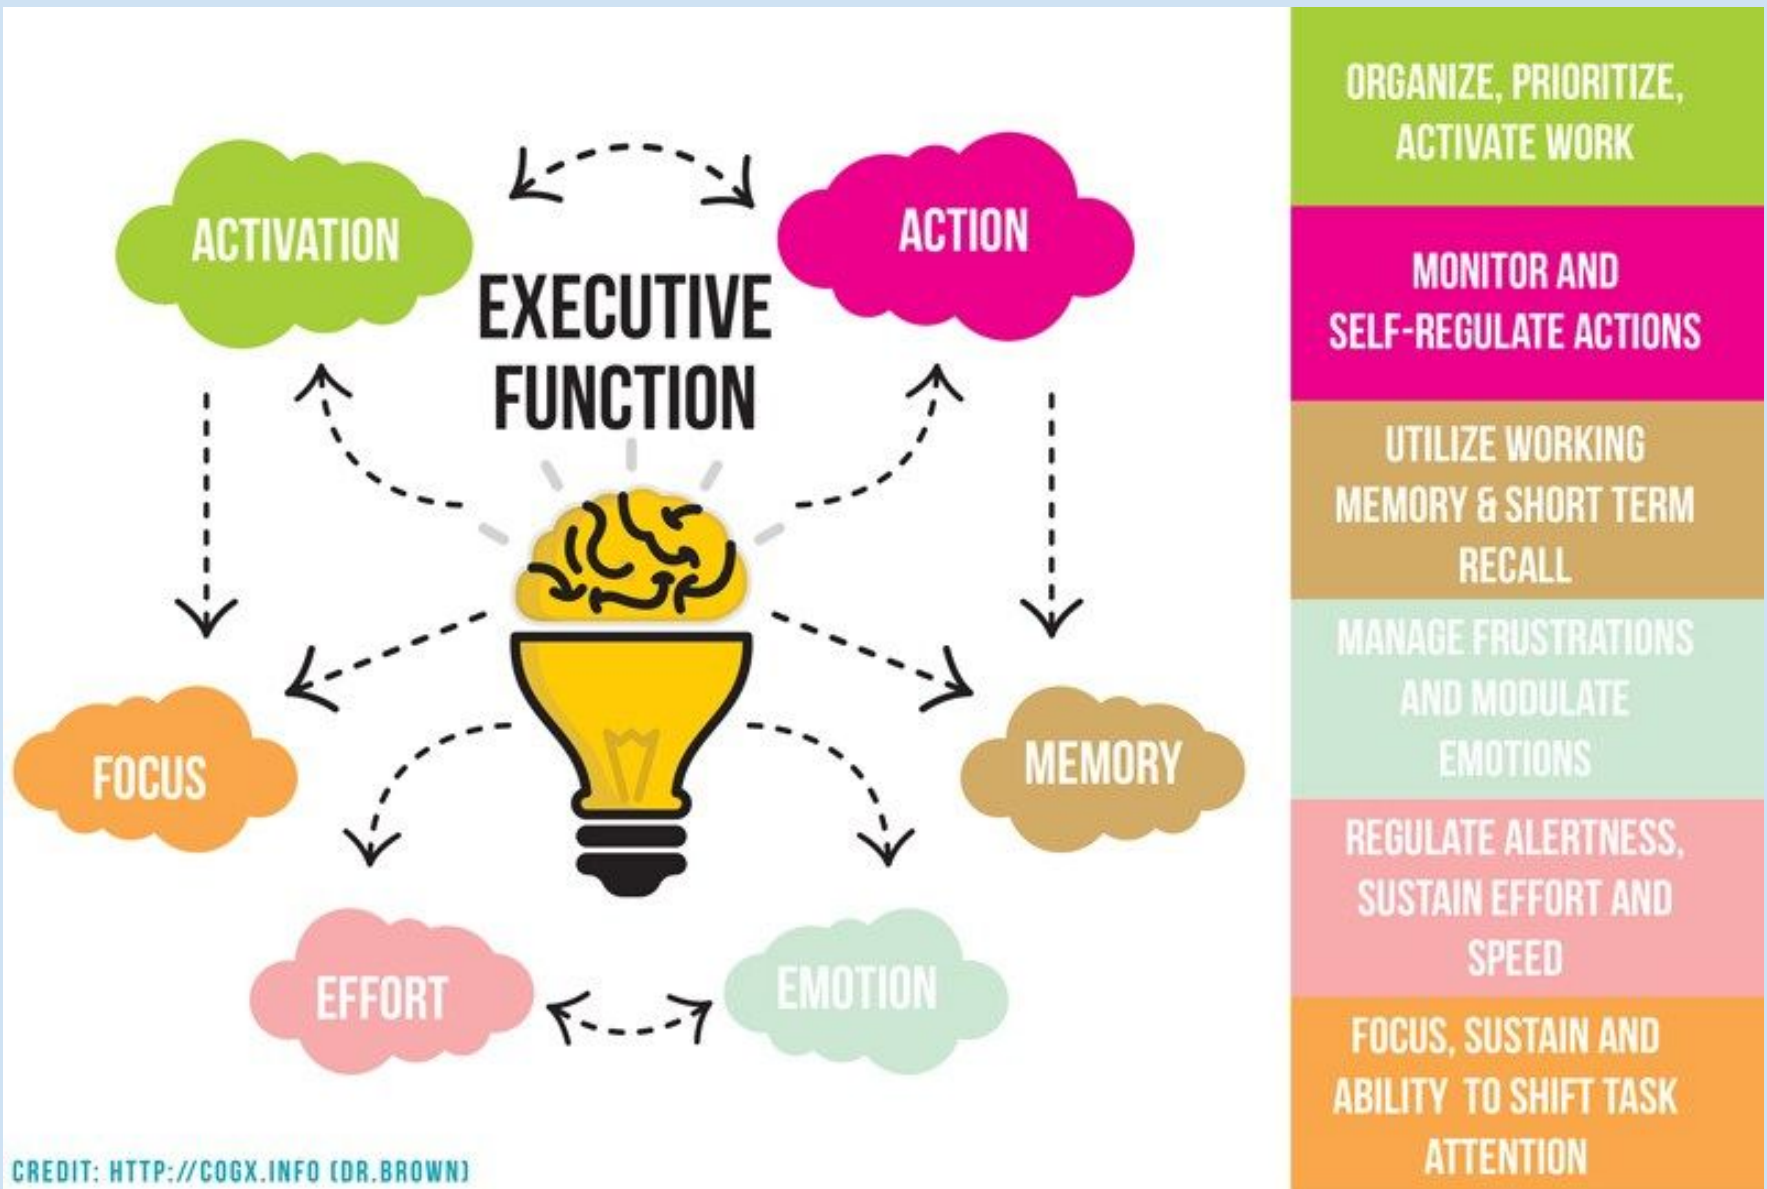 ACTIVATION
ACTION
EXECUTIVE
FUNCTION
FOCUS
MEMORY
EFFORT
EMOTION
CREDIT: HTTP://COGX.INFO (DR.BROWN)
ORGANIZE, PRIORITIZE,
ACTIVATE WORK
MONITOR AND
SELF-REGULATE ACTIONS
UTILIZE WORKING
MEMORY & SHORT TERM
RECALL
MANAGE FRUSTRATIONS
AND MODULATE
EMOTIONS
REGULATE ALERTNESS,
SUSTAIN EFFORT AND
SPEED
FOCUS, SUSTAIN AND
ABILITY TO SHIFT TASK
ATTENTION